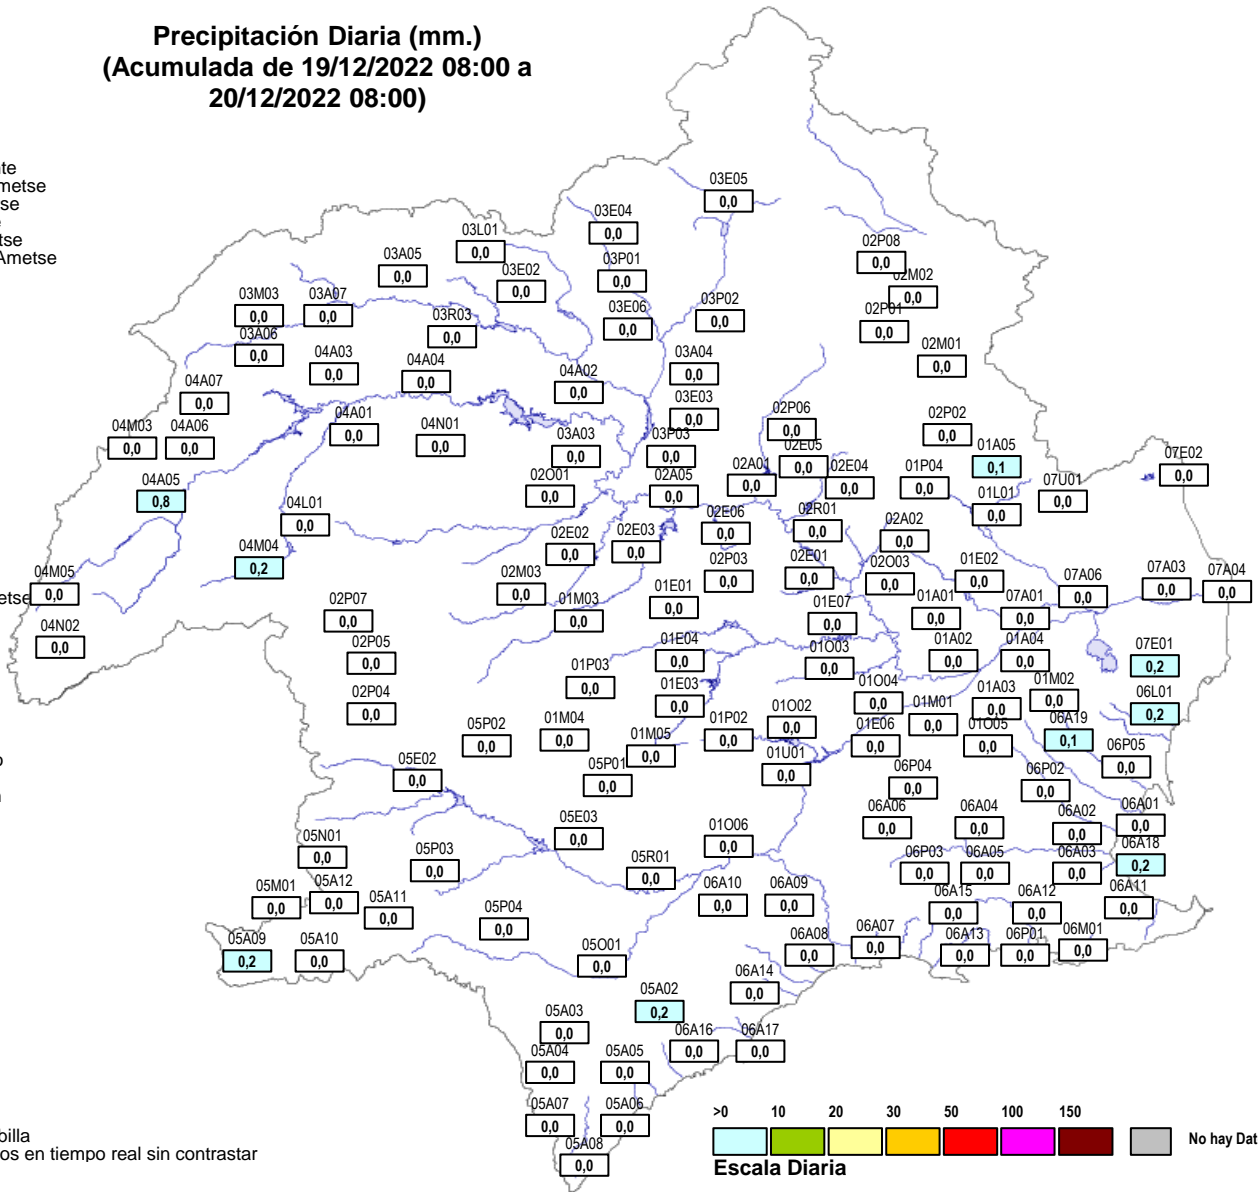 Precipitación Diaria (mm.)
(Acumulada de 19/12/2022 08:00 a
20/12/2022 08:00)
nte
metse
se
e
tse
Ametse
03E05
0,0
03E04
0,0
03L01
0,0
03A05
0,0
03E02
0,0
03P01
0,0
02P08
0,0
02M02
0,0
03M03
0,0
03A07
0,0
03R03
0,0
03E06
0,0
03P02
0,0
02P01
0,0
03A06
0,0
04A03
0,0
04A04
0,0
04A02
0,0
03A04
0,0
02M01
0,0
04A07
0,0
03E03
0,0
04M03
0,0
04A06
0,0
04A01
0,0
04N01
0,0
03A03
0,0
03P03
0,0
02P06
0,0
02P02
0,0
02E05
0,0
01A05
0,1
07E02
0,0
04A05
0,8
02O01
0,0
02A05
0,0
02A01
0,0
02E04
0,0
01P04
0,0
07U01
0,0
01L01
0,0
04L01
0,0
02R01
0,0
02E06
0,0
02A02
0,0
02E02
0,0
02E03
0,0
04M04
0,2
04M05
0,0
etse
02M03
0,0
02P03
0,0
02E01
0,0
02O03
0,0
01E02
0,0
07A06
0,0
07A03
0,0
07A04
0,0
01M03
0,0
01E01
0,0
01E07
0,0
01A01
0,0
07A01
0,0
02P07
0,0
04N02
0,0
02P05
0,0
01E04
0,0
01O03
0,0
01A02
0,0
01A04
0,0
07E01
0,2
01P03
0,0
01E03
0,0
01O04
0,0
01A03
0,0
01M02
0,0
06L01
0,2
02P04
0,0
05P02
0,0
01M04
0,0
01M05
0,0
01P02
0,0
01O02
0,0
01E06
0,0
01M01
0,0
01O05
0,0
06A19
0,1
06P05
0,0
o
05E02
0,0
05P01
0,0
01U01
0,0
06P04
0,0
06P02
0,0
05E03
0,0
01O06
0,0
06A06
0,0
06A04
0,0
06A02
0,0
06A01
0,0
05N01
0,0
05P03
0,0
05R01
0,0
06P03
0,0
06A05
0,0
06A03
0,0
06A18
0,2
05M01
0,0
05A12
0,0
05A11
0,0
05P04
0,0
06A10
0,0
06A09
0,0
06A15
0,0
06A12
0,0
06A11
0,0
05A09
0,2
05A10
0,0
05O01
0,0
06A08
0,0
06A07
0,0
06A13
0,0
06P01
0,0
06M01
0,0
05A02
0,2
06A14
0,0
05A03
0,0
06A16
0,0
06A17
0,0
05A04
0,0
05A05
0,0
05A07
0,0
05A06
0,0
05A08
0,0
billa
os en tiempo real sin contrastar
>0 10 20 30 50 100 150
No hay Dat
Escala Diaria